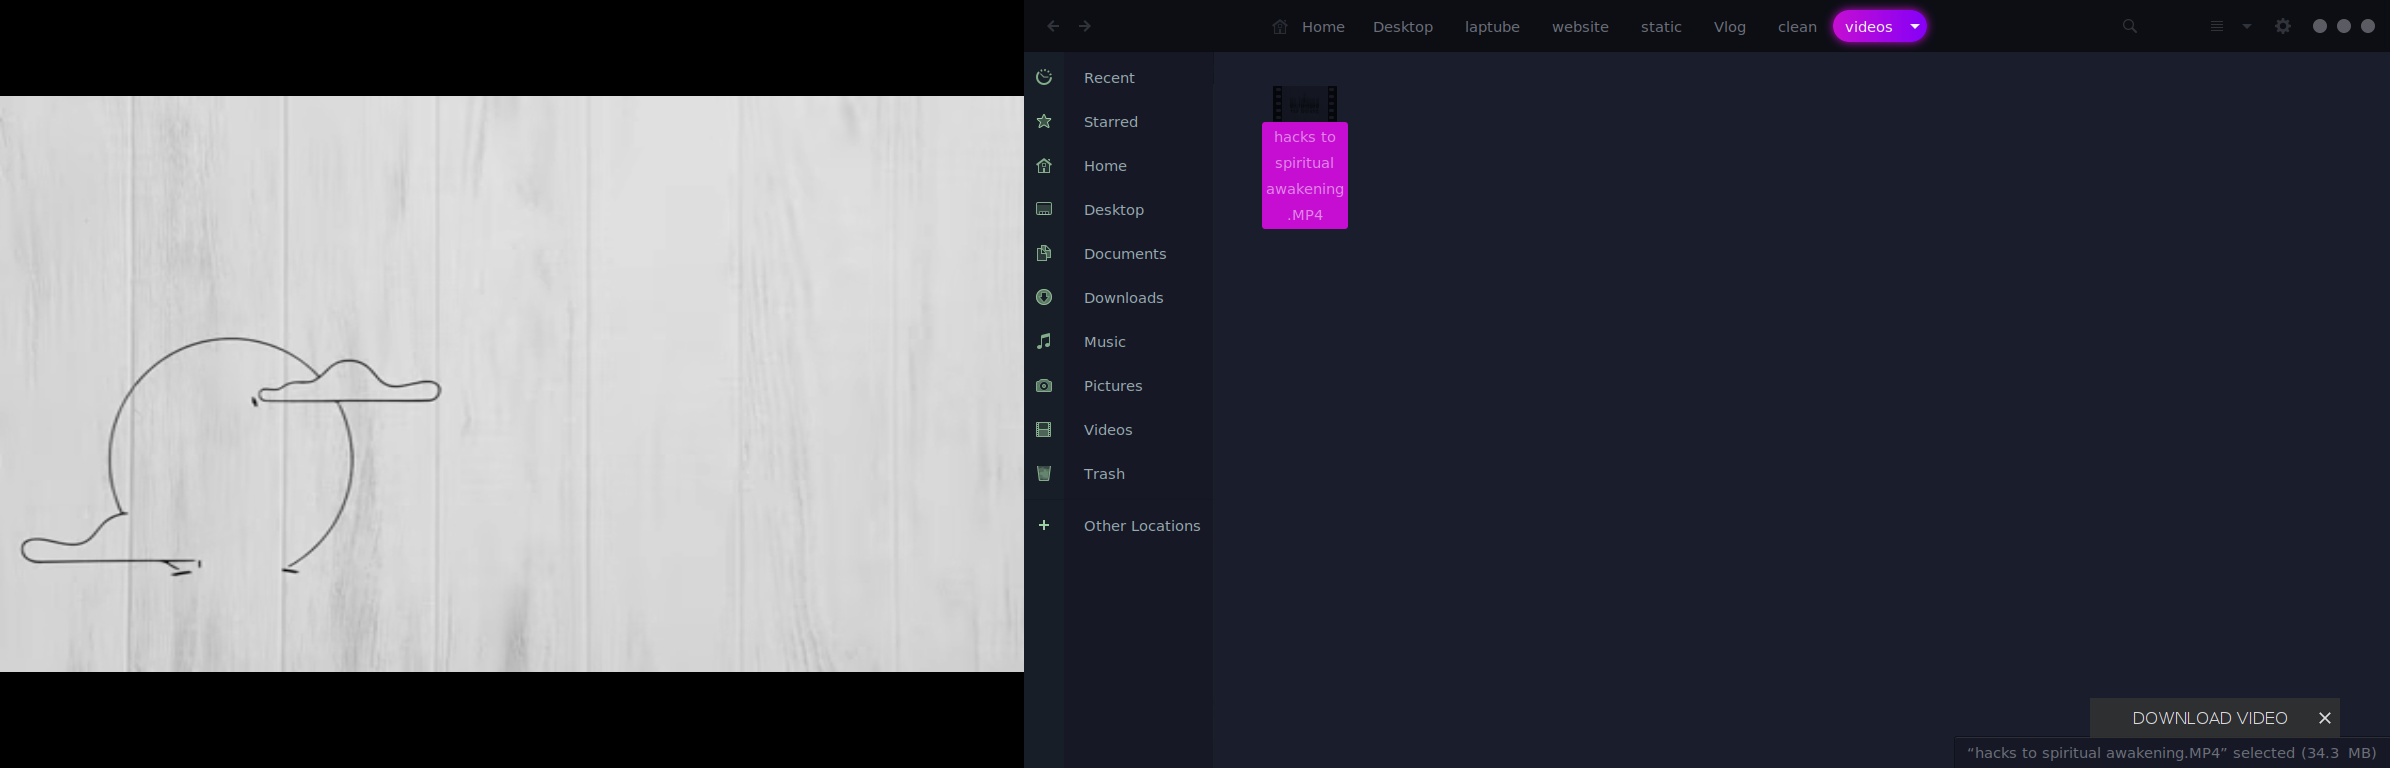 Home Desktop laptube website static Vlog clean videos
Recent
Starred
Home
Desktop
Documents
Downloads
Music
Pictures
Videos
Trash
Other Locations
hacks to
spiritual
awakening
.MP4
DOWNLOAD VIDEO
“hacks to spiritual awakening.MP4” selected (34.3 MB)